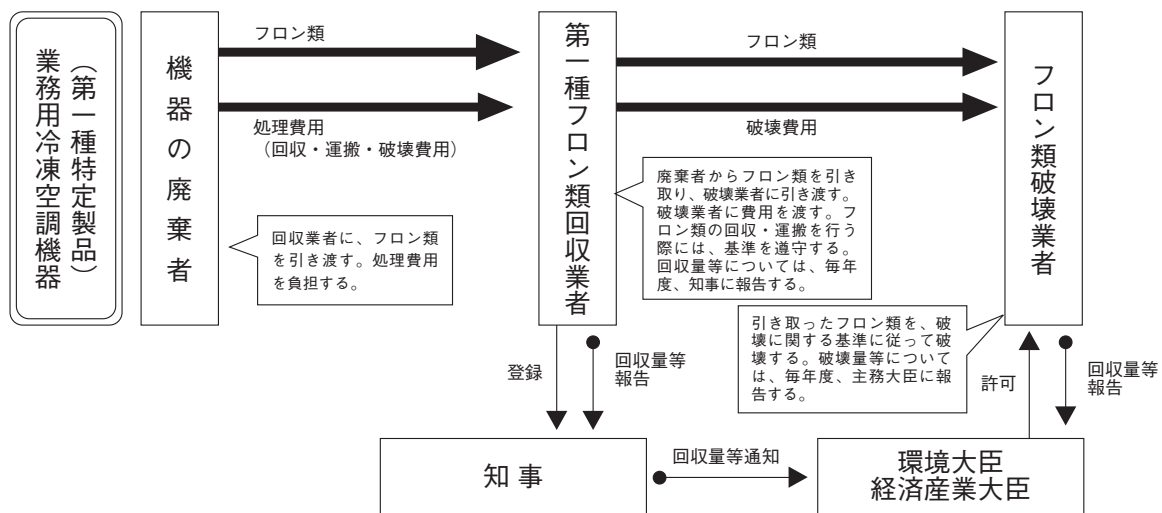 業務用冷凍空調機器
（第一種特定製品）
機器の廃棄者
フロン類
処理費用
（回収・運搬・破壊費用）
回収業者に、フロン類
を引き渡す。処理費用
を負担する。
第一種フロン類回収業者
フロン類
破壊費用
廃棄者からフロン類を引き
取り、破壊業者に引き渡す。
破壊業者に費用を渡す。フ
ロン類の回収・運搬を行う
際には、基準を遵守する。
回収量等については、毎年
度、知事に報告する。
フロン類破壊業者
引き取ったフロン類を、破
壊に関する基準に従って破
壊する。破壊量等について
は、毎年度、主務大臣に報
告する。
登録
回収量等
報告
許可
回収量等
報告
知事
回収量等通知
環境大臣
経済産業大臣